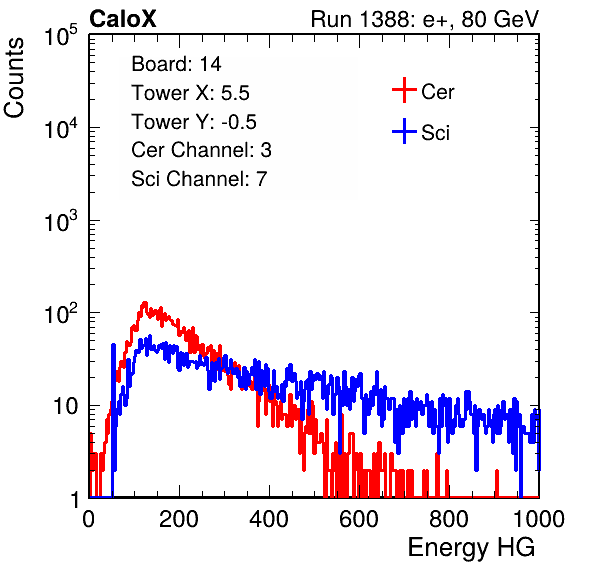 CaloX Run 1388: e+, 80 GeV
Board: 14
Tower X: 5.5
Tower Y: -0.5
Cer Channel: 3
Sci Channel: 7
Cer
Sci
Counts
10^5
10^4
10^3
10^2
10
1
0 200 400 600 800 1000
Energy HG